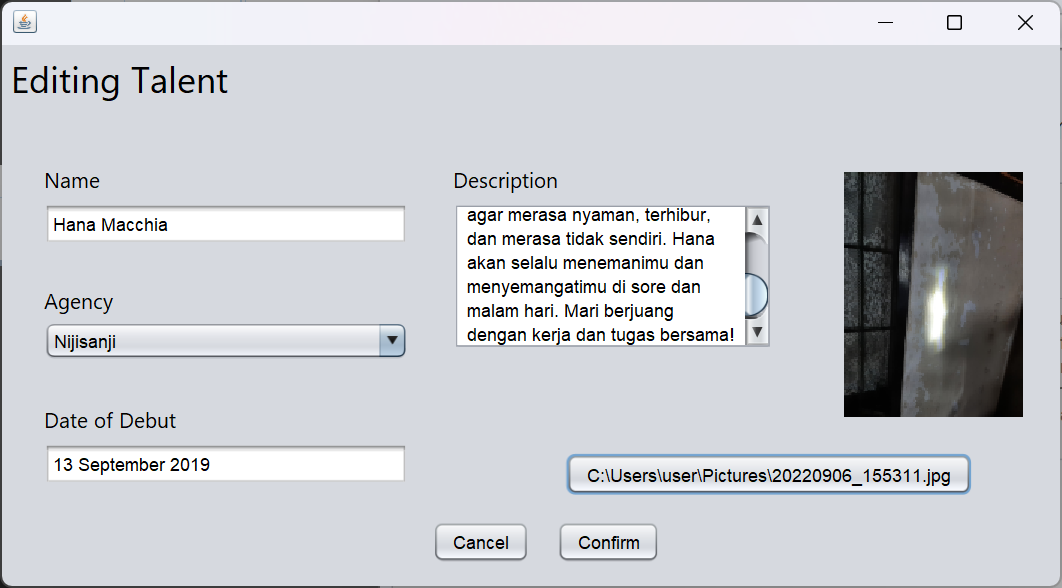 Editing Talent
Name
Hana Macchia
Agency
Nijisanji
Date of Debut
13 September 2019
Description
agar merasa nyaman, terhibur,
dan merasa tidak sendiri. Hana
akan selalu menemanimu dan
menyemangatimu di sore dan
malam hari. Mari berjuang
dengan kerja dan tugas bersama!
C:\Users\user\Pictures\20220906_155311.jpg
Cancel
Confirm